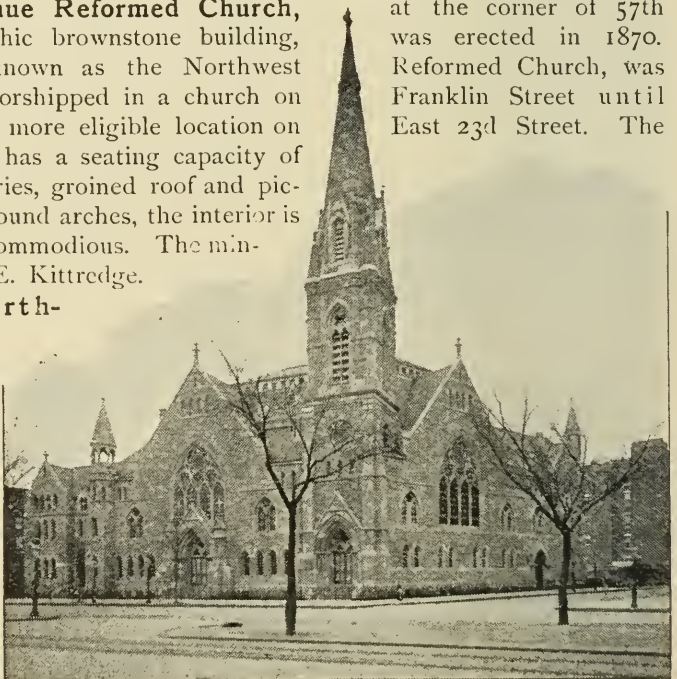 nue Reformed Church, at the corner of 57th
hic brownstone building, was erected in 1870.
nown as the Northwest Reformed Church, was
orshipped in a church on Franklin Street until
more eligible location on East 23d Street. The
has a seating capacity of
ries, groined roof and pic-
ound arches, the interior is
ommodious. The min-
E. Kittredge.
rth-